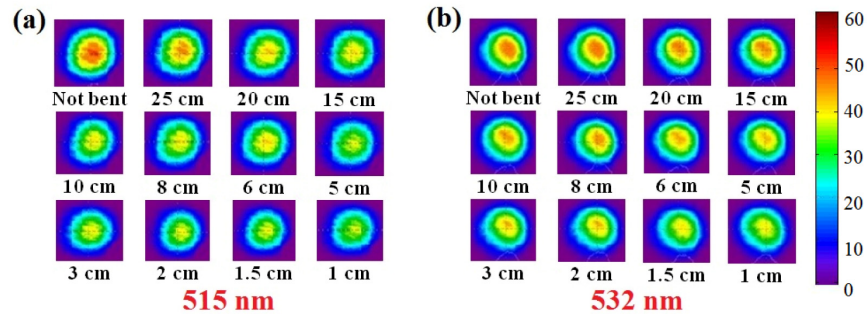 (a)
(b)
Not bent 25 cm 20 cm 15 cm
Not bent 25 cm 20 cm 15 cm
10 cm 8 cm 6 cm 5 cm
10 cm 8 cm 6 cm 5 cm
3 cm 2 cm 1.5 cm 1 cm
3 cm 2 cm 1.5 cm 1 cm
515 nm
532 nm
60
50
40
30
20
10
0